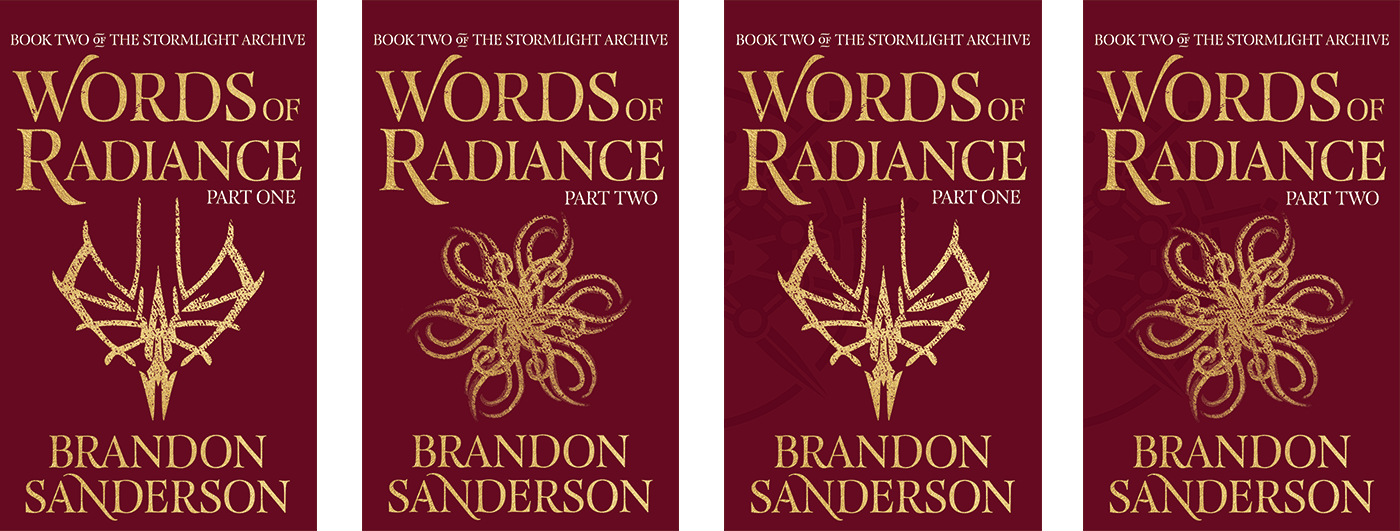 BOOK TWO OF THE STORMLIGHT ARCHIVE
WORDS OF
RADIANCE
PART ONE
BRANDON
SANDERSON
BOOK TWO OF THE STORMLIGHT ARCHIVE
WORDS OF
RADIANCE
PART TWO
BRANDON
SANDERSON
BOOK TWO OF THE STORMLIGHT ARCHIVE
WORDS OF
RADIANCE
PART ONE
BRANDON
SANDERSON
BOOK TWO OF THE STORMLIGHT ARCHIVE
WORDS OF
RADIANCE
PART TWO
BRANDON
SANDERSON